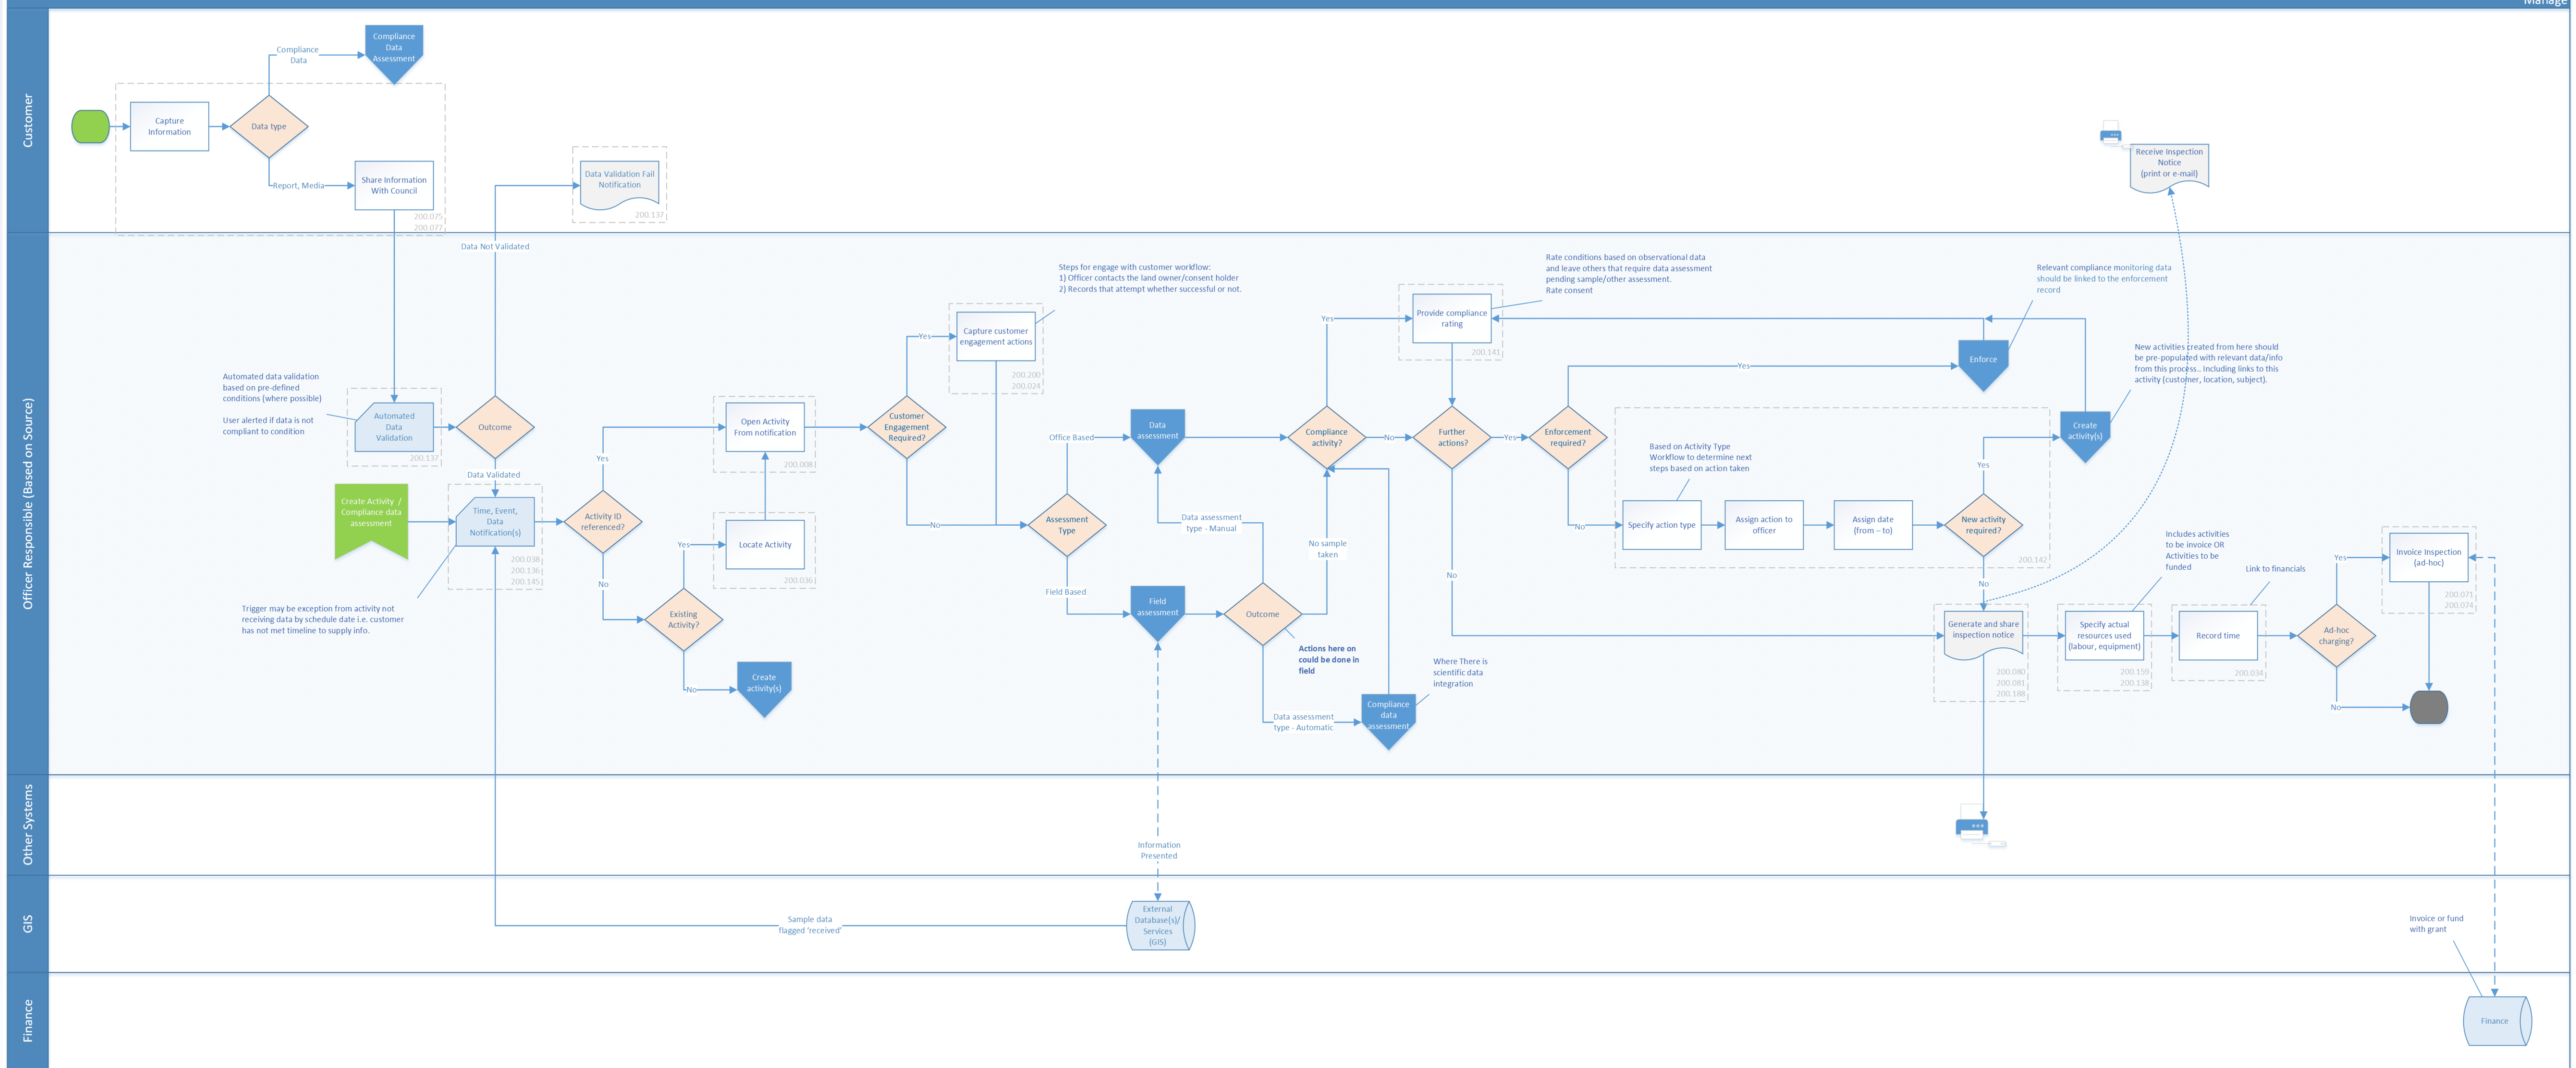 Manage
Customer
Compliance
Data
Compliance
Data
Assessment
Capture
Information
Data type
Report, Media
Share Information
With Council
200.075
200.077
Data Validation Fail
Notification
200.137
Receive Inspection
Notice
(print or e-mail)
Officer Responsible (Based on Source)
Data Not Validated
Automated data validation
based on pre-defined
conditions (where possible)
User alerted if data is not
compliant to condition
Automated
Data
Validation
200.137
Outcome
Data Validated
Create Activity /
Compliance data
assessment
Time, Event,
Data
Notification(s)
200.038
200.136
200.145
Trigger may be exception from activity not
receiving data by schedule date i.e. customer
has not met timeline to supply info.
Activity ID
referenced?
Yes
No
Existing
Activity?
Yes
No
Create
activity(s)
Locate Activity
200.036
Open Activity
From notification
200.008
Customer
Engagement
Required?
Yes
No
Capture customer
engagement actions
200.200
200.024
Steps for engage with customer workflow:
1) Officer contacts the land owner/consent holder
2) Records that attempt whether successful or not.
Assessment
Type
Office Based
Field Based
Data
assessment
Data assessment
type - Manual
Field
assessment
Outcome
No sample
taken
Actions here on
could be done in
field
Data assessment
type - Automatic
Compliance
data
assessment
Where There is
scientific data
integration
Compliance
activity?
Yes
No
Provide compliance
rating
200.141
Rate conditions based on observational data
and leave others that require data assessment
pending sample/other assessment.
Rate consent
Further
actions?
Yes
No
Enforcement
required?
Yes
No
Enforce
Relevant compliance monitoring data
should be linked to the enforcement
record
Based on Activity Type
Workflow to determine next
steps based on action taken
Specify action type
Assign action to
officer
Assign date
(from – to)
New activity
required?
200.142
Yes
No
Create
activity(s)
New activities created from here should
be pre-populated with relevant data/info
from this process.. Including links to this
activity (customer, location, subject).
Generate and share
inspection notice
200.080
200.081
200.188
Specify actual
resources used
(labour, equipment)
200.159
200.138
Includes activities
to be invoice OR
Activities to be
funded
Record time
200.034
Link to financials
Ad-hoc
charging?
Yes
No
Invoice Inspection
(ad-hoc)
200.071
200.074
Other Systems
Information
Presented
GIS
Sample data
flagged 'received'
External
Database(s)/
Services
(GIS)
Invoice or fund
with grant
Finance
Finance